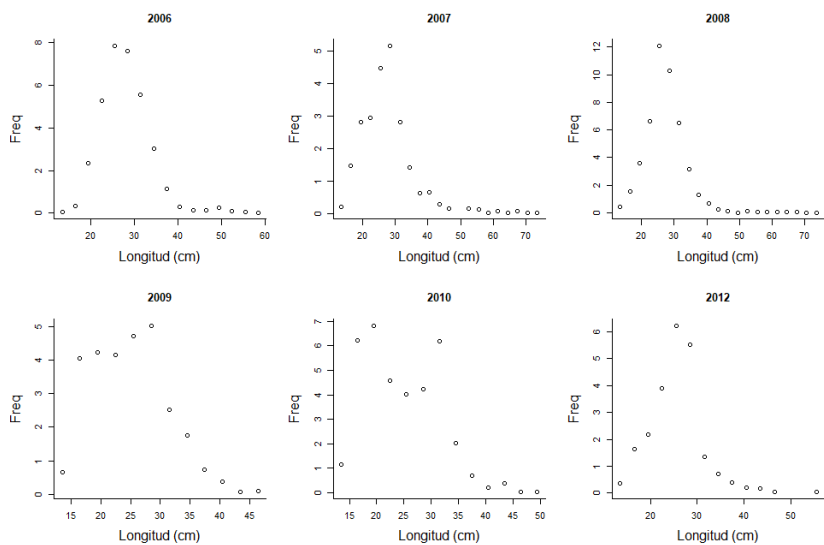 2006
Freq
0 2 4 6 8
20 30 40 50 60
Longitud (cm)
2007
Freq
0 1 2 3 4 5
20 30 40 50 60 70
Longitud (cm)
2008
Freq
0 2 4 6 8 10 12
20 30 40 50 60 70
Longitud (cm)
2009
Freq
0 1 2 3 4 5
15 20 25 30 35 40 45
Longitud (cm)
2010
Freq
0 1 2 3 4 5 6 7
15 20 25 30 35 40 45 50
Longitud (cm)
2012
Freq
0 1 2 3 4 5 6
20 30 40 50
Longitud (cm)